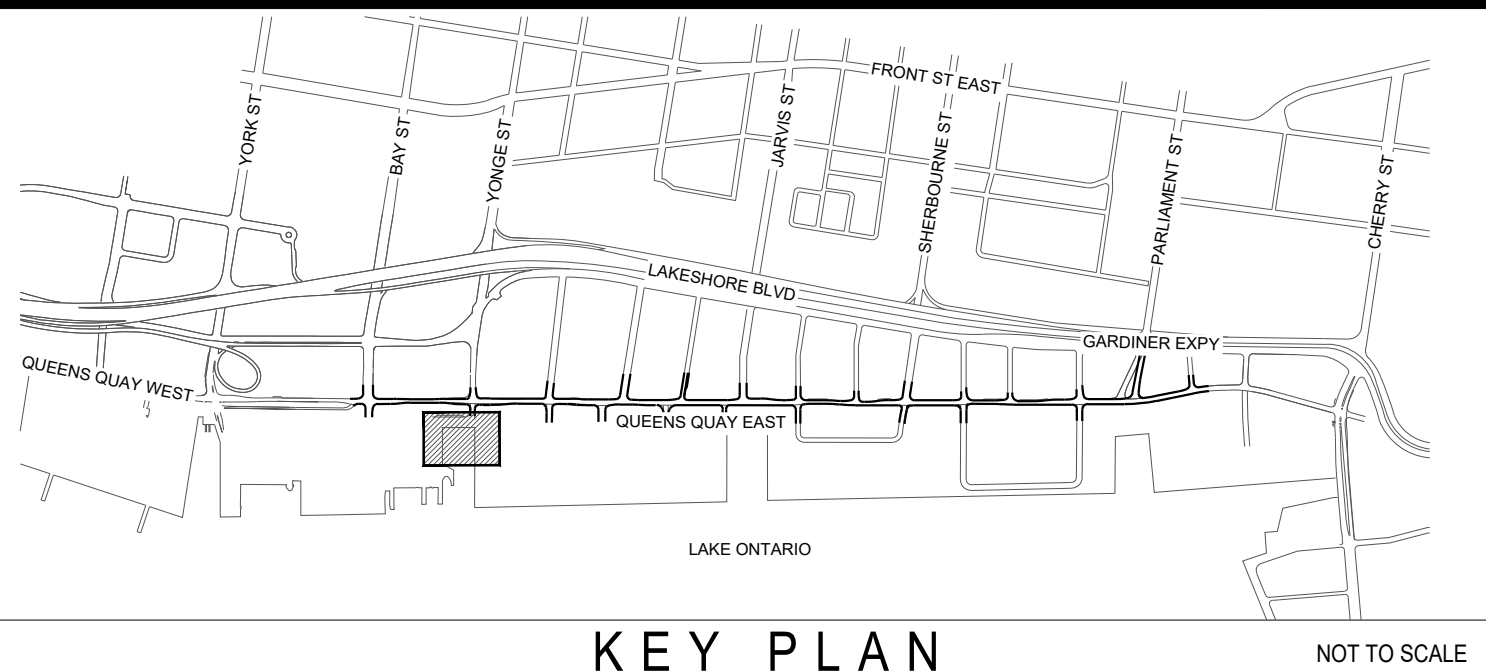 FRONT ST EAST
YORK ST
BAY ST
YONGE ST
JARVIS ST
SHERBOURNE ST
PARLIAMENT ST
CHERRY ST
LAKESHORE BLVD
GARDINER EXPY
QUEENS QUAY WEST
QUEENS QUAY EAST
LAKE ONTARIO
KEY PLAN
NOT TO SCALE